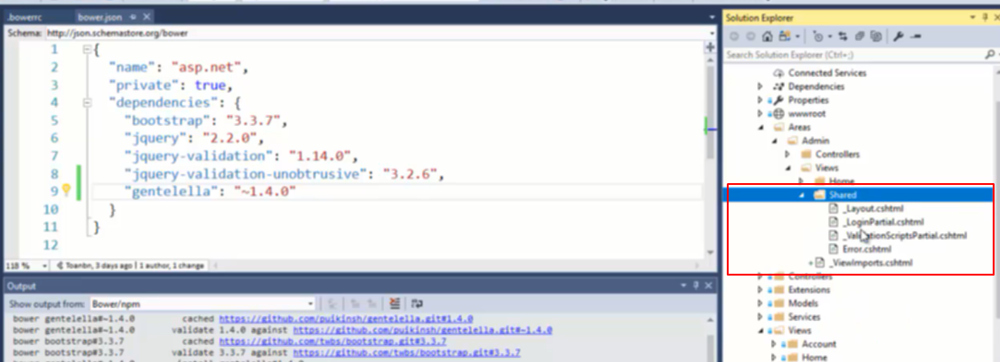 .bowerrc
bower.json
Schema: http://json.schemastore.org/bower
1 {
2 "name": "asp.net",
3 "private": true,
4 "dependencies": {
5 "bootstrap": "3.3.7",
6 "jquery": "2.2.0",
7 "jquery-validation": "1.14.0",
8 "jquery-validation-unobtrusive": "3.2.6",
9 "gentelella": "~1.4.0"
10 }
11 }
12
118 %
Toanbn, 3 days ago | 1 author, 1 change
Output
Show output from: Bower/npm
bower gentelella#~1.4.0 cached https://github.com/puikinsh/gentelella.git#1.4.0
bower gentelella#~1.4.0 validate 1.4.0 against https://github.com/puikinsh/gentelella.git#~1.4.0
bower bootstrap#3.3.7 cached https://github.com/twbs/bootstrap.git#3.3.7
bower bootstrap#3.3.7 validate 3.3.7 against https://github.com/twbs/bootstrap.git#3.3.7
Solution Explorer
Search Solution Explorer (Ctrl+;)
Connected Services
Dependencies
Properties
wwwroot
Areas
Admin
Controllers
Views
Home
Shared
_Layout.cshtml
_LoginPartial.cshtml
_ValidationScriptsPartial.cshtml
Error.cshtml
_ViewImports.cshtml
Controllers
Extensions
Models
Services
Views
Account
Home